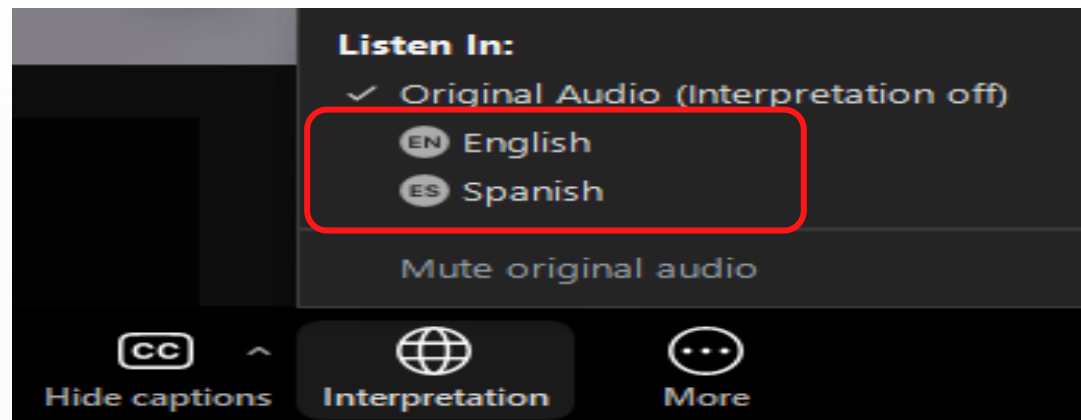 Listen In:
Original Audio (Interpretation off)
EN English
ES Spanish
Mute original audio
CC
Hide captions
Interpretation
More